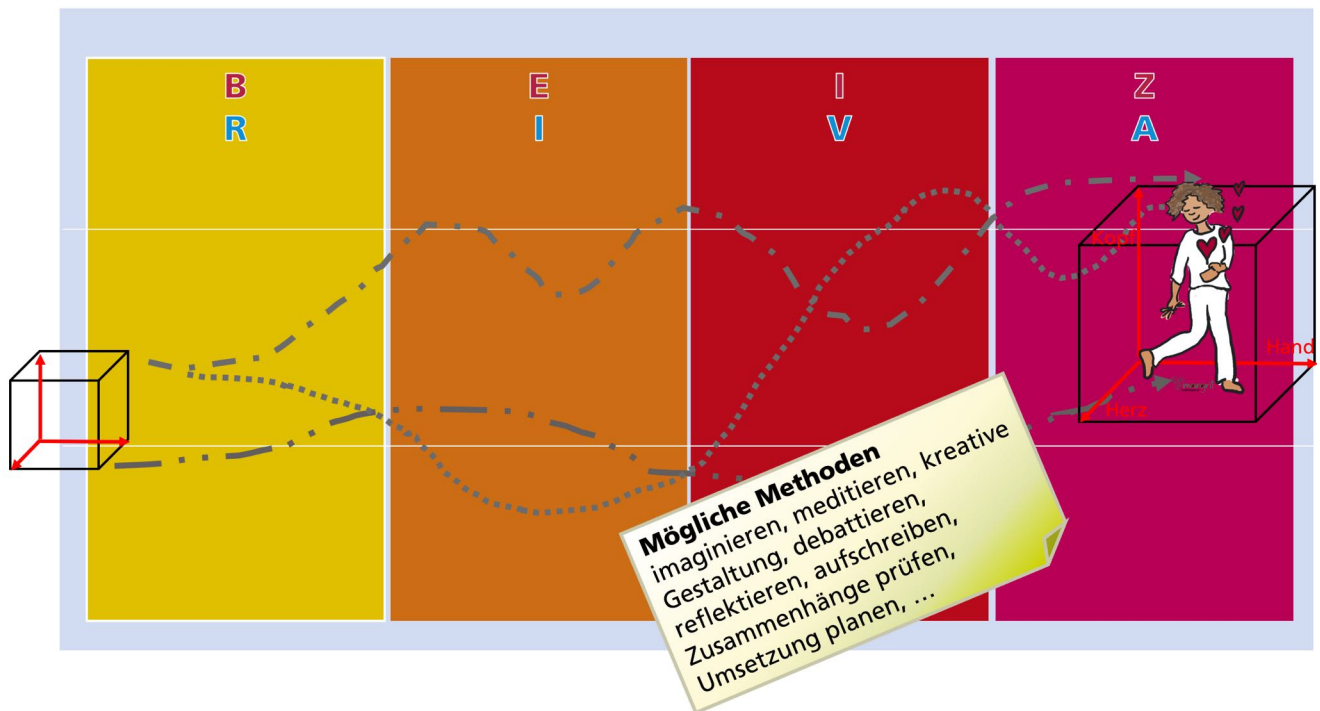 B E I Z
R I V A
Kopf
Hand
Herz
Mögliche Methoden
imaginieren, meditieren, kreative
Gestaltung, debattieren,
reflektieren, aufschreiben,
Zusammenhänge prüfen,
Umsetzung planen, …